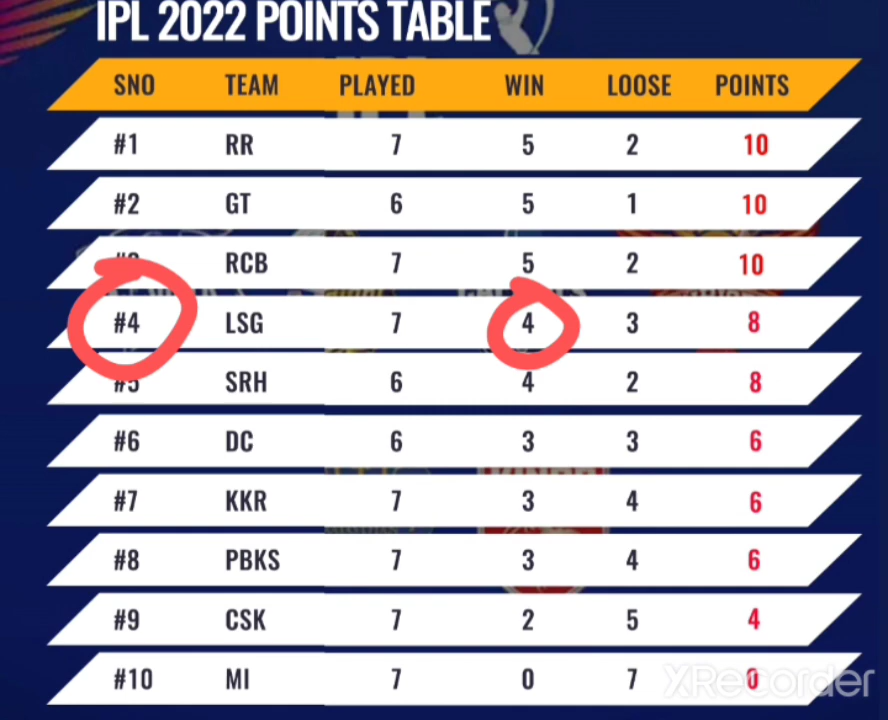 IPL 2022 POINTS TABLE
SNO TEAM PLAYED WIN LOOSE POINTS
#1 RR 7 5 2 10
#2 GT 6 5 1 10
RCB 7 5 2 10
#4 LSG 7 4 3 8
#5 SRH 6 4 2 8
#6 DC 6 3 3 6
#7 KKR 7 3 4 6
#8 PBKS 7 3 4 6
#9 CSK 7 2 5 4
#10 MI 7 0 7 0
XRecorder